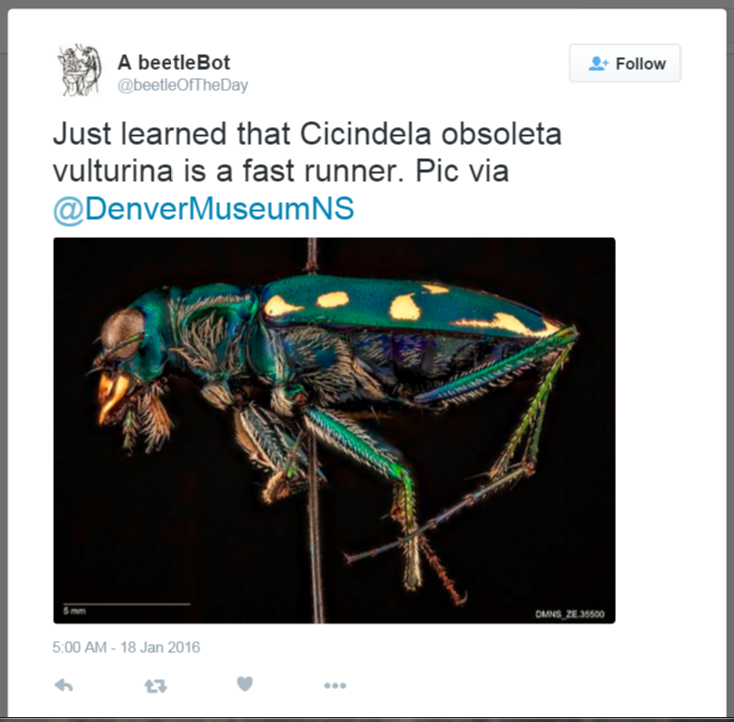 A beetleBot
@beetleOfTheDay
Follow
Just learned that Cicindela obsoleta
vulturina is a fast runner. Pic via
@DenverMuseumNS
5 mm
DMNS_ZE.35500
5:00 AM - 18 Jan 2016